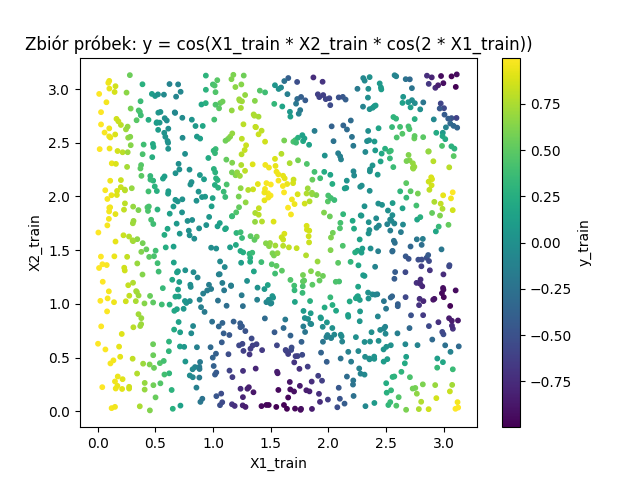 Zbiór próbek: y = cos(X1_train * X2_train * cos(2 * X1_train))
3.0
2.5
2.0
1.5
1.0
0.5
0.0
X2_train
0.0 0.5 1.0 1.5 2.0 2.5 3.0
X1_train
0.75
0.50
0.25
0.00
−0.25
−0.50
−0.75
y_train